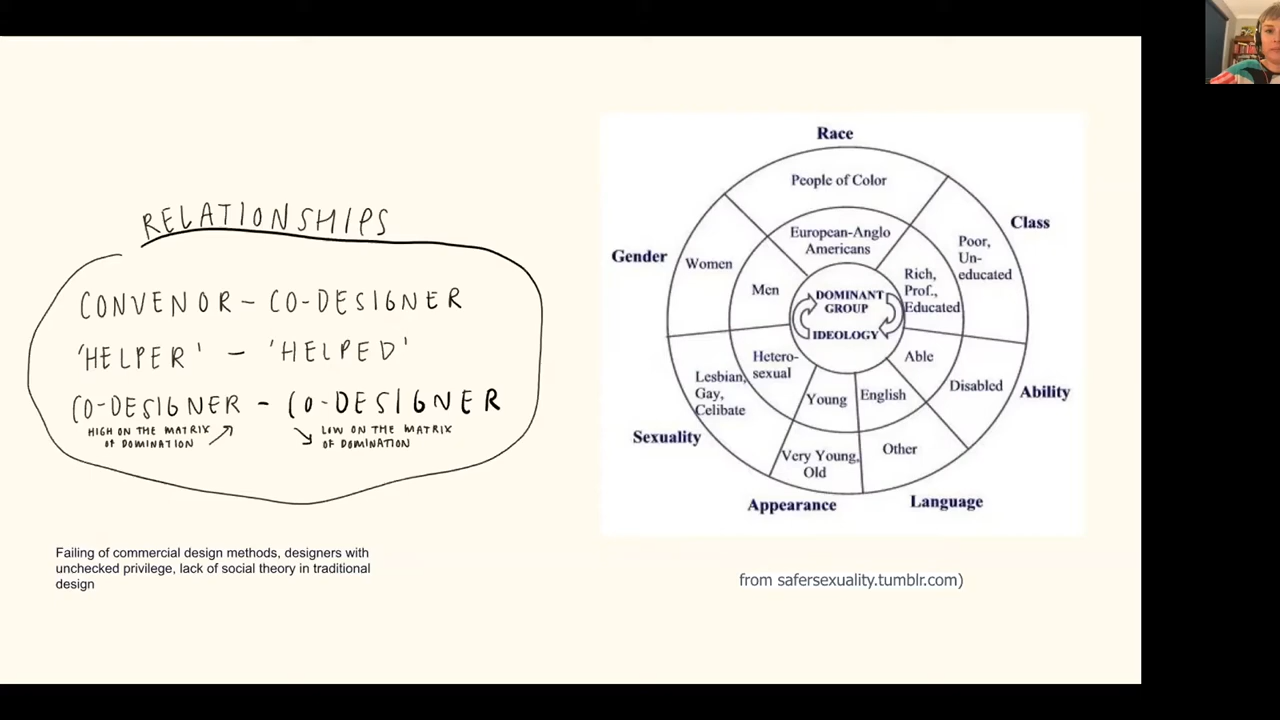 RELATIONSHIPS
CONVENOR - CO-DESIGNER
'HELPER' - 'HELPED'
CO-DESIGNER - CO-DESIGNER
HIGH ON THE MATRIX
OF DOMINATION
LOW ON THE MATRIX
OF DOMINATION
Failing of commercial design methods, designers with
unchecked privilege, lack of social theory in traditional
design
Race
People of Color
European-Anglo
Americans
Class
Poor,
Un-
educated
Rich,
Prof.,
Educated
Gender
Women
Men
DOMINANT
GROUP
IDEOLOGY
Able
Disabled
Ability
Hetero-
sexual
Lesbian,
Gay,
Celibate
Sexuality
Young
Very Young,
Old
Appearance
English
Other
Language
from safersexuality.tumblr.com)